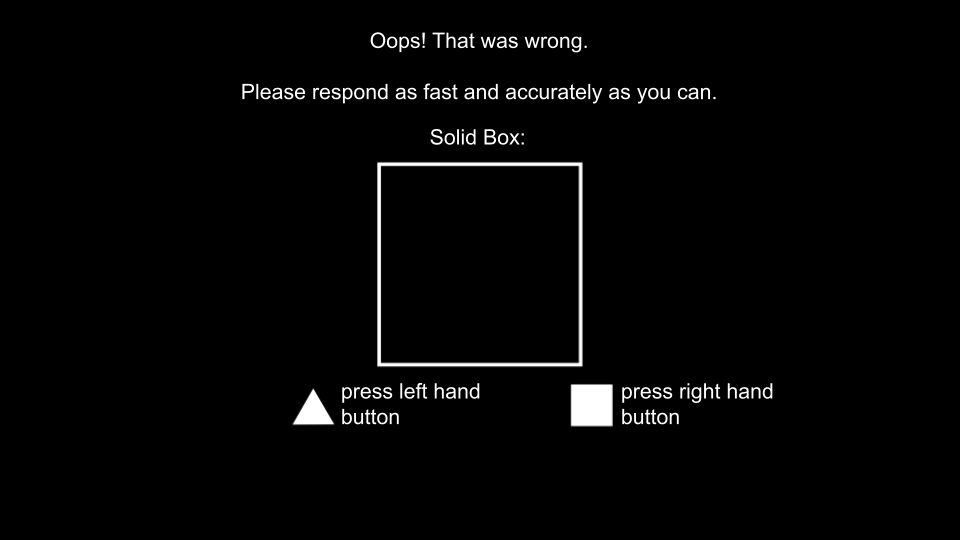 Oops! That was wrong.
Please respond as fast and accurately as you can.
Solid Box:
press left hand
button
press right hand
button